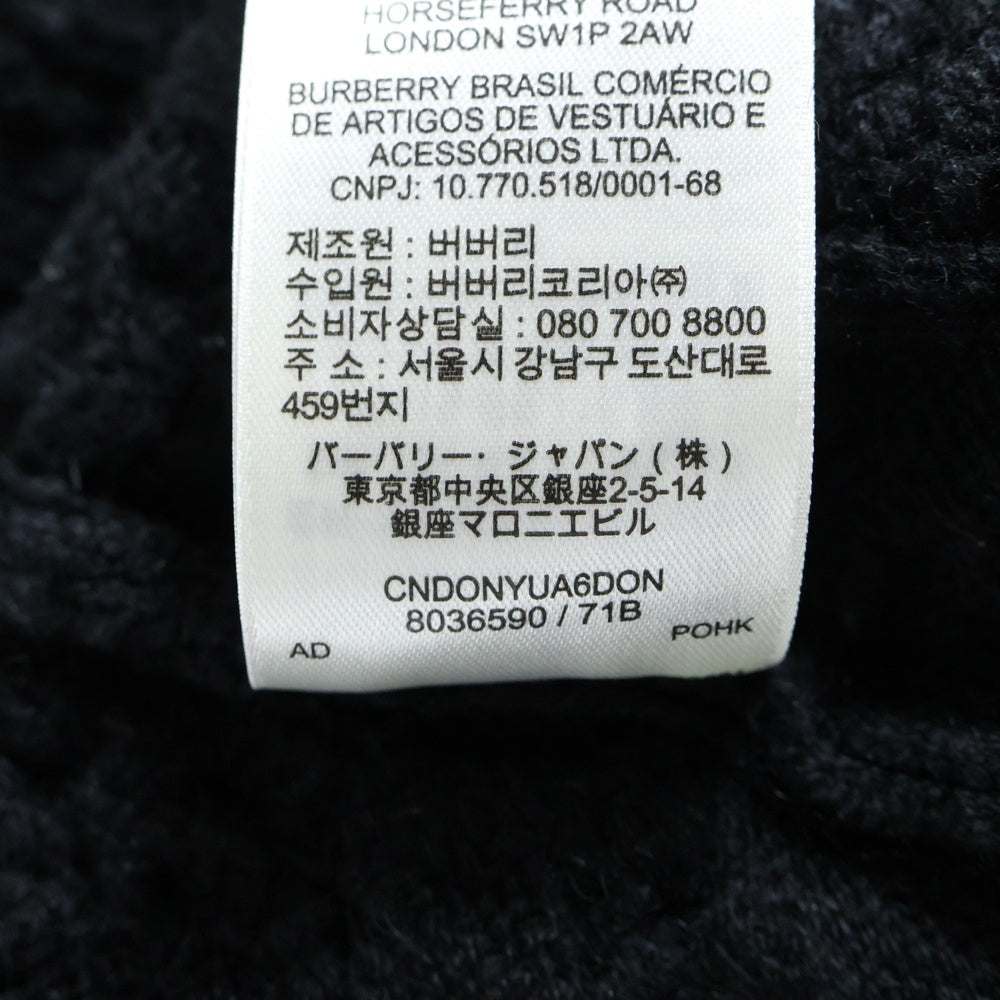 HORSEFERRY ROAD
LONDON SW1P 2AW
BURBERRY BRASIL COMÉRCIO
DE ARTIGOS DE VESTUÁRIO E
ACESSÓRIOS LTDA.
CNPJ: 10.770.518/0001-68
제조원 : 버버리
수입원 : 버버리코리아㈜
소비자상담실 : 080 700 8800
주 소 : 서울시 강남구 도산대로
459번지
バーバリー・ジャパン ( 株 )
東京都中央区銀座2-5-14
銀座マロニエビル
CNDONYUA6DON
8036590 / 71B
AD POHK